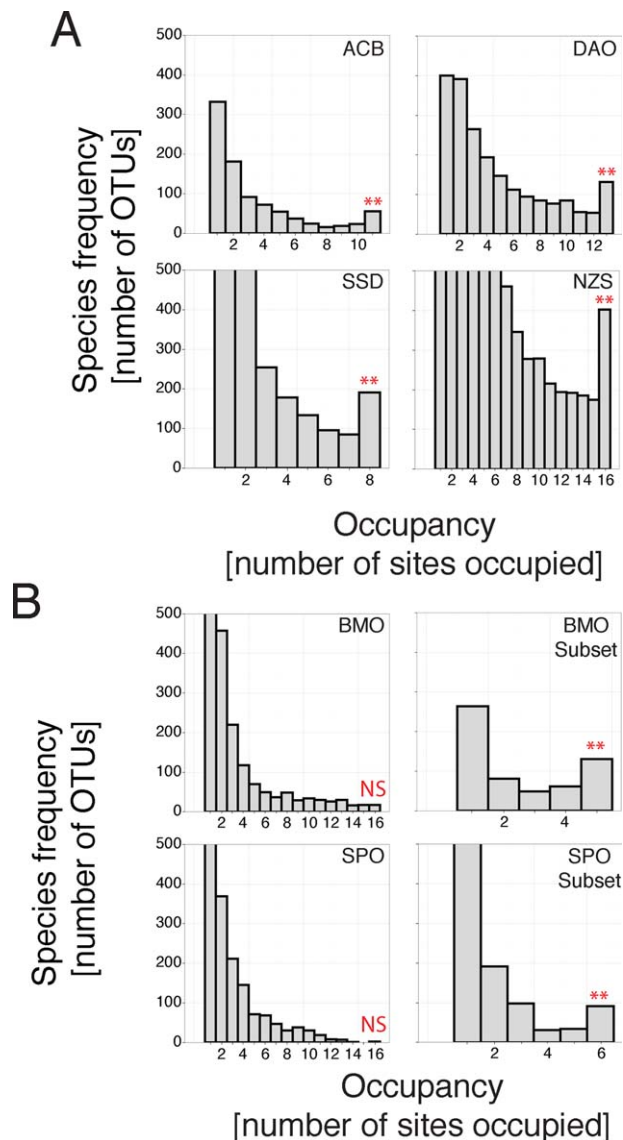 A
Species frequency
[number of OTUs]
500
400
300
200
100
0
ACB
**
2 4 6 8 10
DAO
**
2 4 6 8 10 12
500
400
300
200
100
0
SSD
**
2 4 6 8
NZS
**
2 4 6 8 10 12 14 16
Occupancy
[number of sites occupied]
B
Species frequency
[number of OTUs]
500
400
300
200
100
0
BMO
NS
2 4 6 8 10 12 14 16
BMO
Subset
**
2 4
500
400
300
200
100
0
SPO
NS
2 4 6 8 10 12 14 16
SPO
Subset
**
2 4 6
Occupancy
[number of sites occupied]